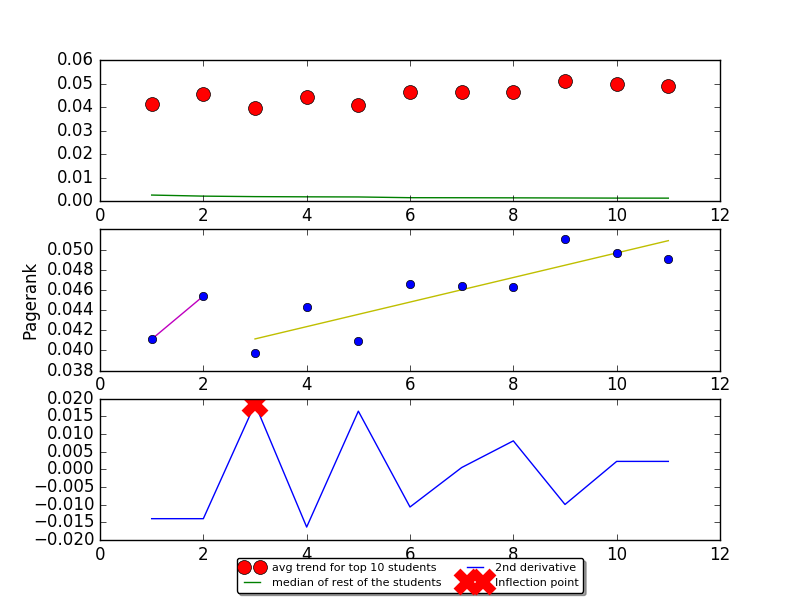 0.06
0.05
0.04
0.03
0.02
0.01
0.00
0 2 4 6 8 10 12
Pagerank
0.050
0.048
0.046
0.044
0.042
0.040
0.038
0 2 4 6 8 10 12
0.020
0.015
0.010
0.005
0.000
−0.005
−0.010
−0.015
−0.020
0 2 4 6 8 10 12
avg trend for top 10 students
median of rest of the students
2nd derivative
Inflection point